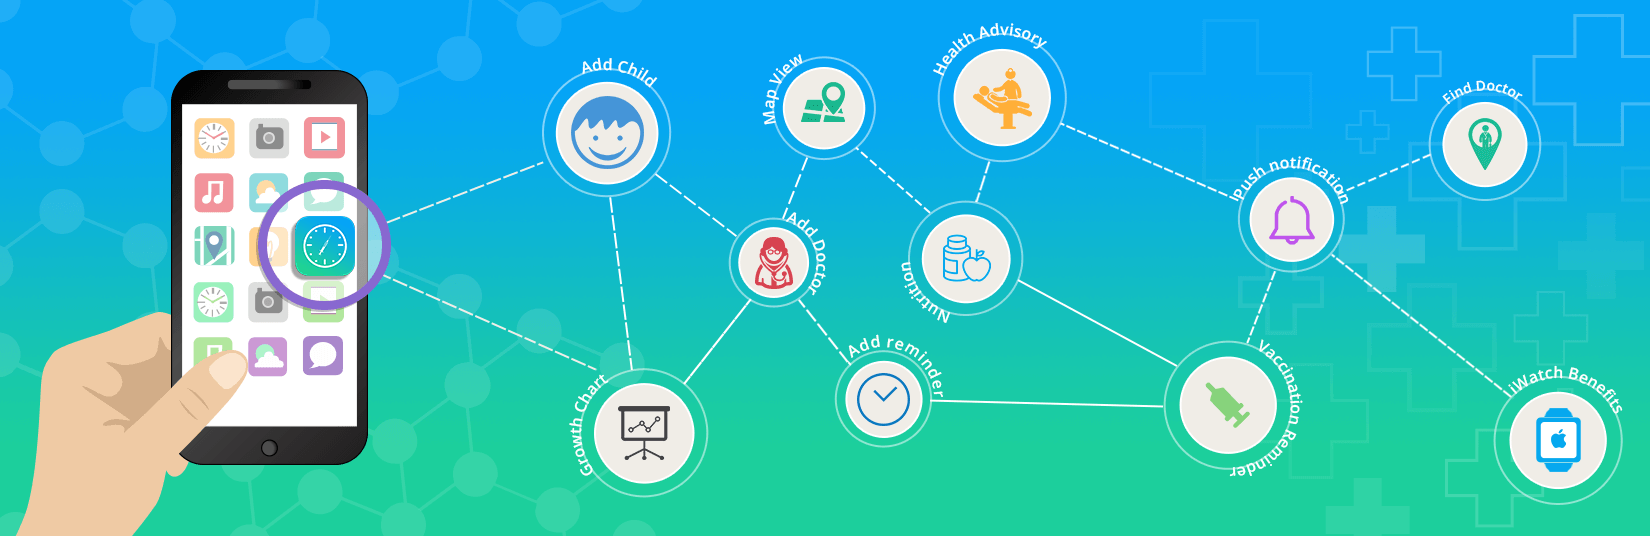 Add Child
Map View
Health Advisory
Find Doctor
Push notification
Add Doctor
Nutrition
Add reminder
Vaccination Reminder
iWatch Benefits
Growth Chart